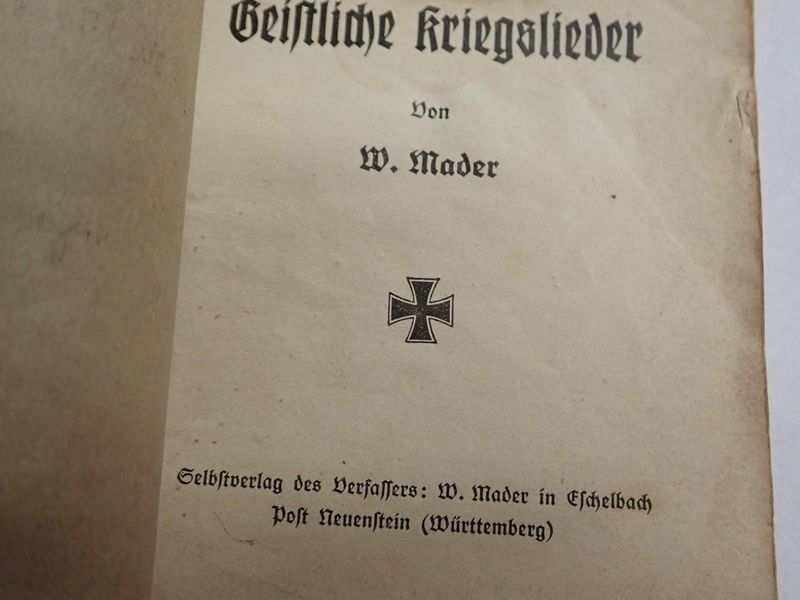 Geistliche Kriegslieder
Von
W. Mader
Selbstverlag des Verfassers: W. Mader in Eschelbach
Post Neuenstein (Württemberg)